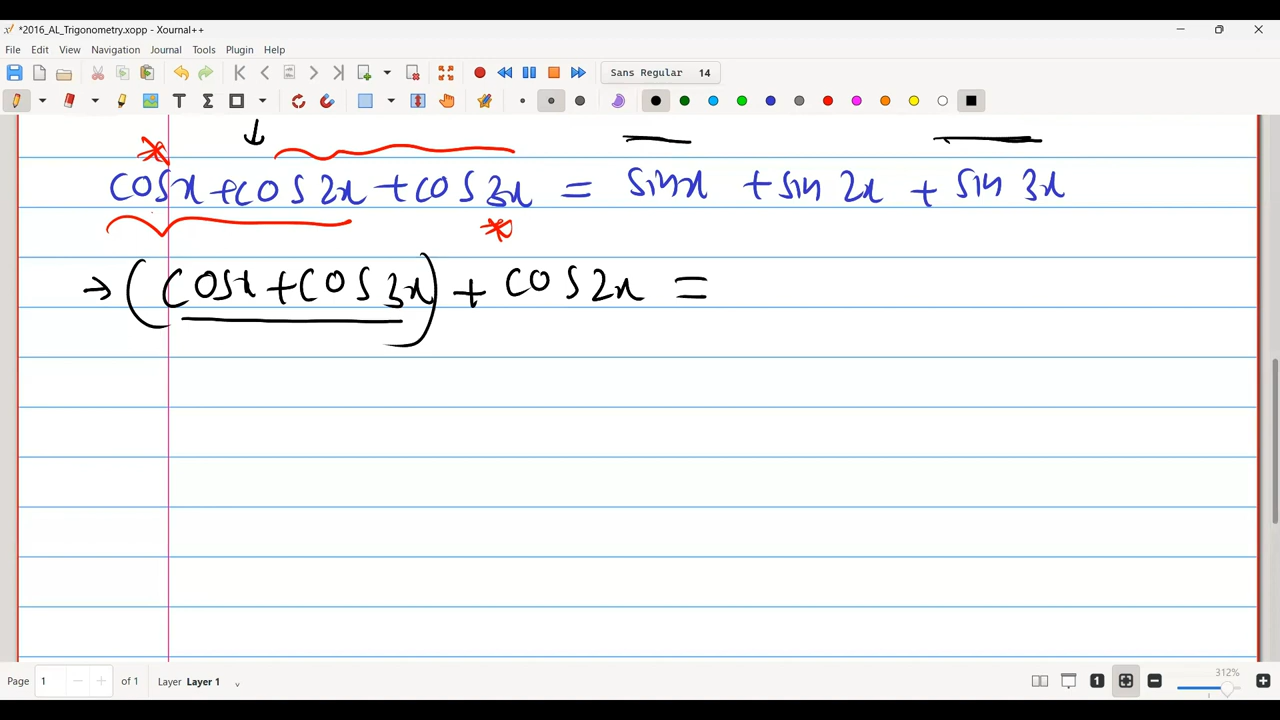 *2016_AL_Trigonometry.xopp - Xournal++
File Edit View Navigation Journal Tools Plugin Help
Sans Regular 14
cosx + cos 2x + cos 3x = sinx + sin 2x + sin 3x
→ (cosx + cos 3x) + cos 2x =
Page 1 of 1 Layer Layer 1 312%